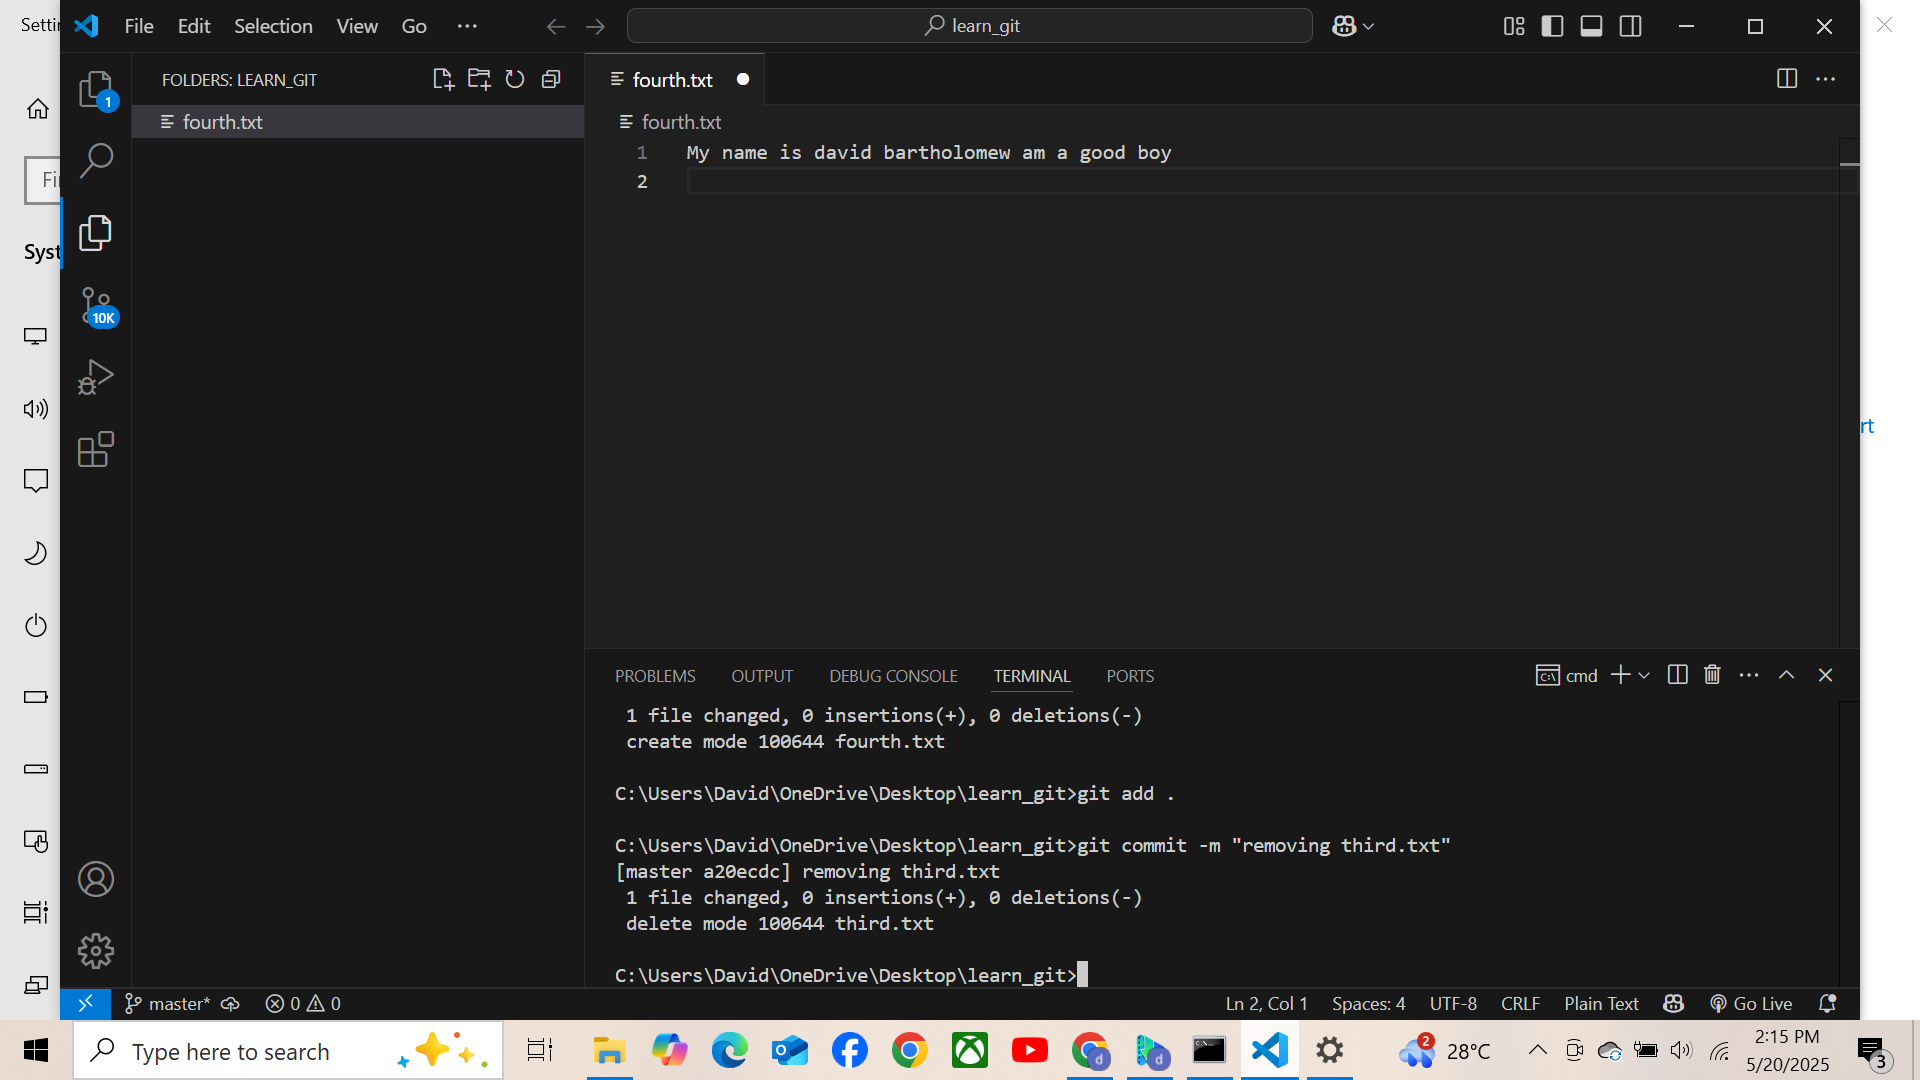 Setti
File Edit Selection View Go ···
learn_git
FOLDERS: LEARN_GIT
fourth.txt
fourth.txt
fourth.txt
1
10K
1 My name is david bartholomew am a good boy
2
Fi
Syst
rt
PROBLEMS OUTPUT DEBUG CONSOLE TERMINAL PORTS
cmd
1 file changed, 0 insertions(+), 0 deletions(-)
create mode 100644 fourth.txt
C:\Users\David\OneDrive\Desktop\learn_git>git add .
C:\Users\David\OneDrive\Desktop\learn_git>git commit -m "removing third.txt"
[master a20ecdc] removing third.txt
1 file changed, 0 insertions(+), 0 deletions(-)
delete mode 100644 third.txt
C:\Users\David\OneDrive\Desktop\learn_git>
master* 0 0
Ln 2, Col 1 Spaces: 4 UTF-8 CRLF Plain Text Go Live
Type here to search
d
d
2
28°C
2:15 PM
5/20/2025
3